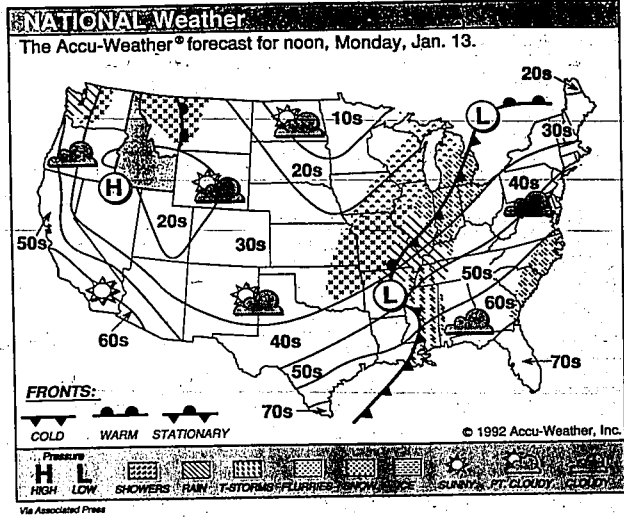 NATIONAL Weather
The Accu-Weather® forecast for noon, Monday, Jan. 13.
20s
10s
L
30s
20s
40s
H
20s
50s
30s
50s
L
60s
60s
40s
50s
70s
70s
FRONTS:
COLD WARM STATIONARY
© 1992 Accu-Weather, Inc.
Pressure
H L
HIGH LOW SHOWERS RAIN T-STORMS FLURRIES SNOW ICE SUNNY PT. CLOUDY CLOUDY
Via Associated Press